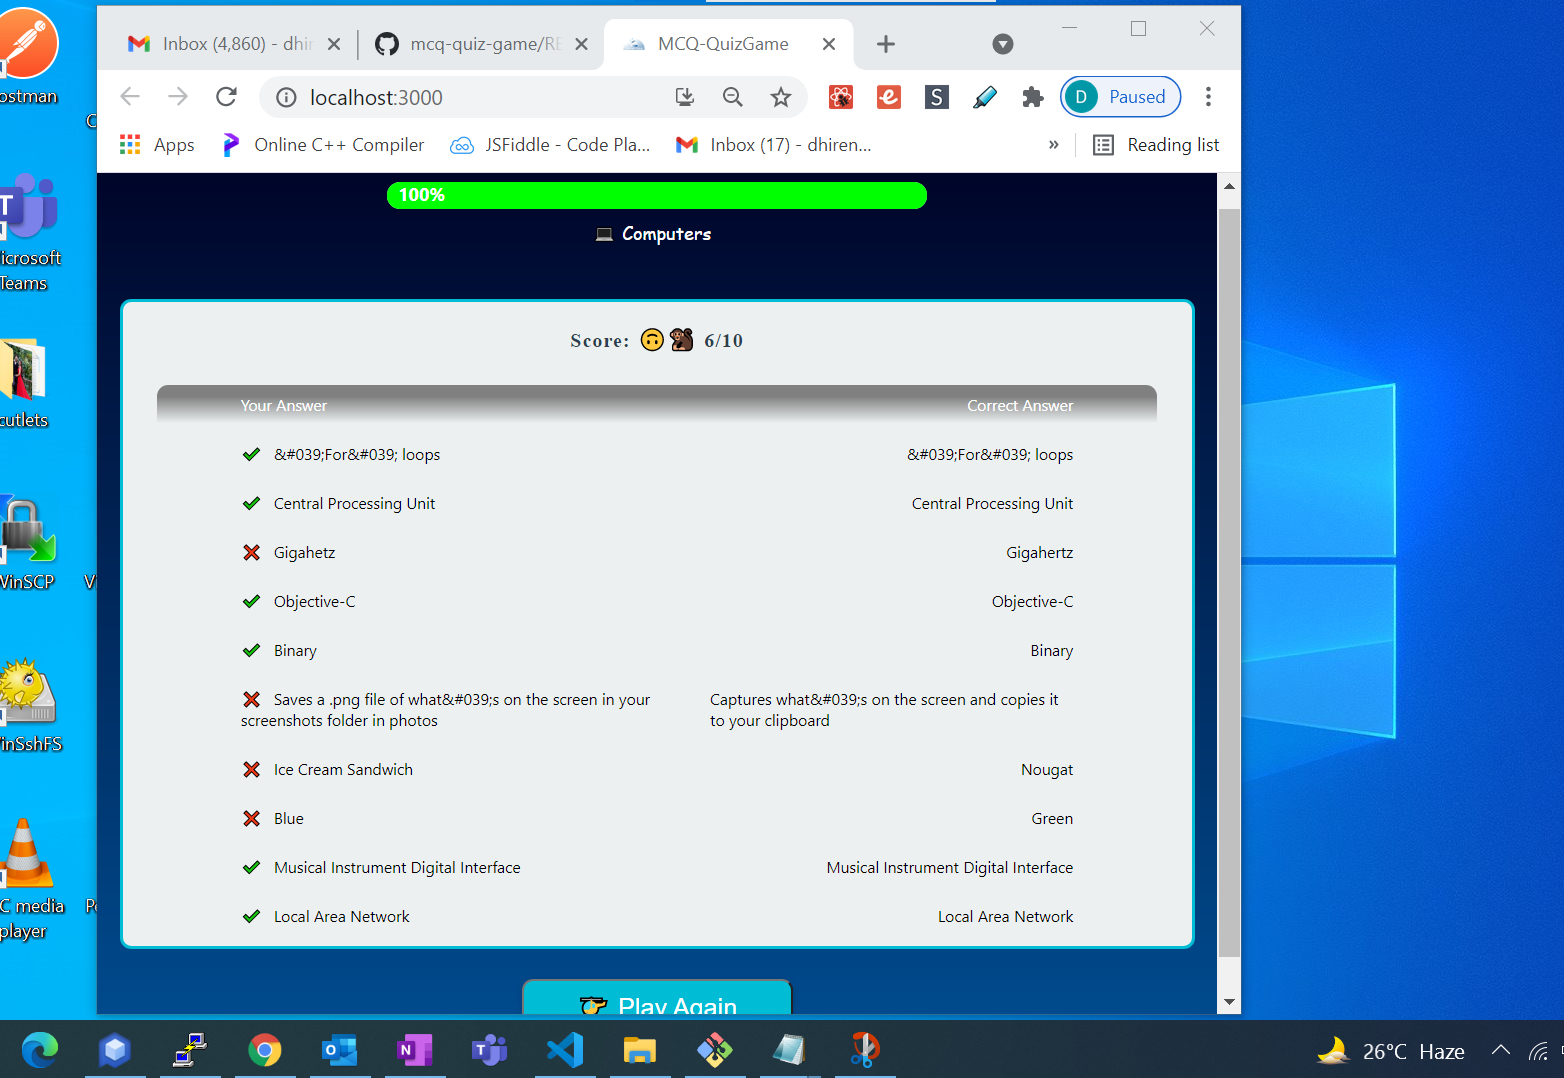 Inbox (4,860) - dhir
mcq-quiz-game/RE
MCQ-QuizGame
localhost:3000
S
D Paused
Apps
Online C++ Compiler
JSFiddle - Code Pla...
Inbox (17) - dhiren...
»
Reading list
100%
Computers
Score: 6/10
Your Answer Correct Answer
&#039;For&#039; loops &#039;For&#039; loops
Central Processing Unit Central Processing Unit
Gigahetz Gigahertz
Objective-C Objective-C
Binary Binary
Saves a .png file of what&#039;s on the screen in your Captures what&#039;s on the screen and copies it
screenshots folder in photos to your clipboard
Ice Cream Sandwich Nougat
Blue Green
Musical Instrument Digital Interface Musical Instrument Digital Interface
Local Area Network Local Area Network
Play Again
ostman
T
icrosoft
Teams
cutlets
WinSCP
inSshFS
C media
player
26°C Haze